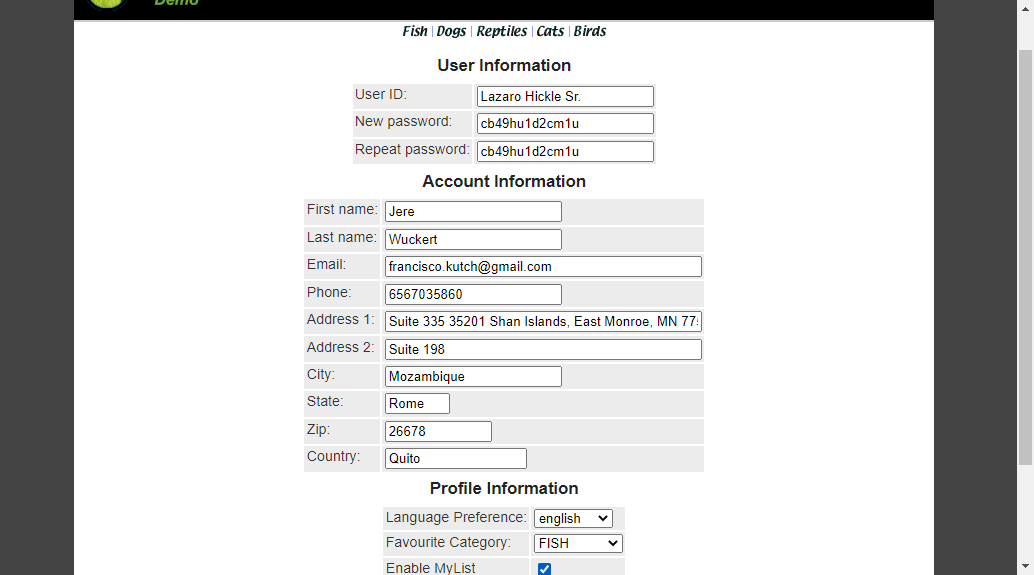 Demo
Fish | Dogs | Reptiles | Cats | Birds
User Information
User ID: Lazaro Hickle Sr.
New password: cb49hu1d2cm1u
Repeat password: cb49hu1d2cm1u
Account Information
First name: Jere
Last name: Wuckert
Email: francisco.kutch@gmail.com
Phone: 6567035860
Address 1: Suite 335 35201 Shan Islands, East Monroe, MN 77
Address 2: Suite 198
City: Mozambique
State: Rome
Zip: 26678
Country: Quito
Profile Information
Language Preference: english
Favourite Category: FISH
Enable MyList